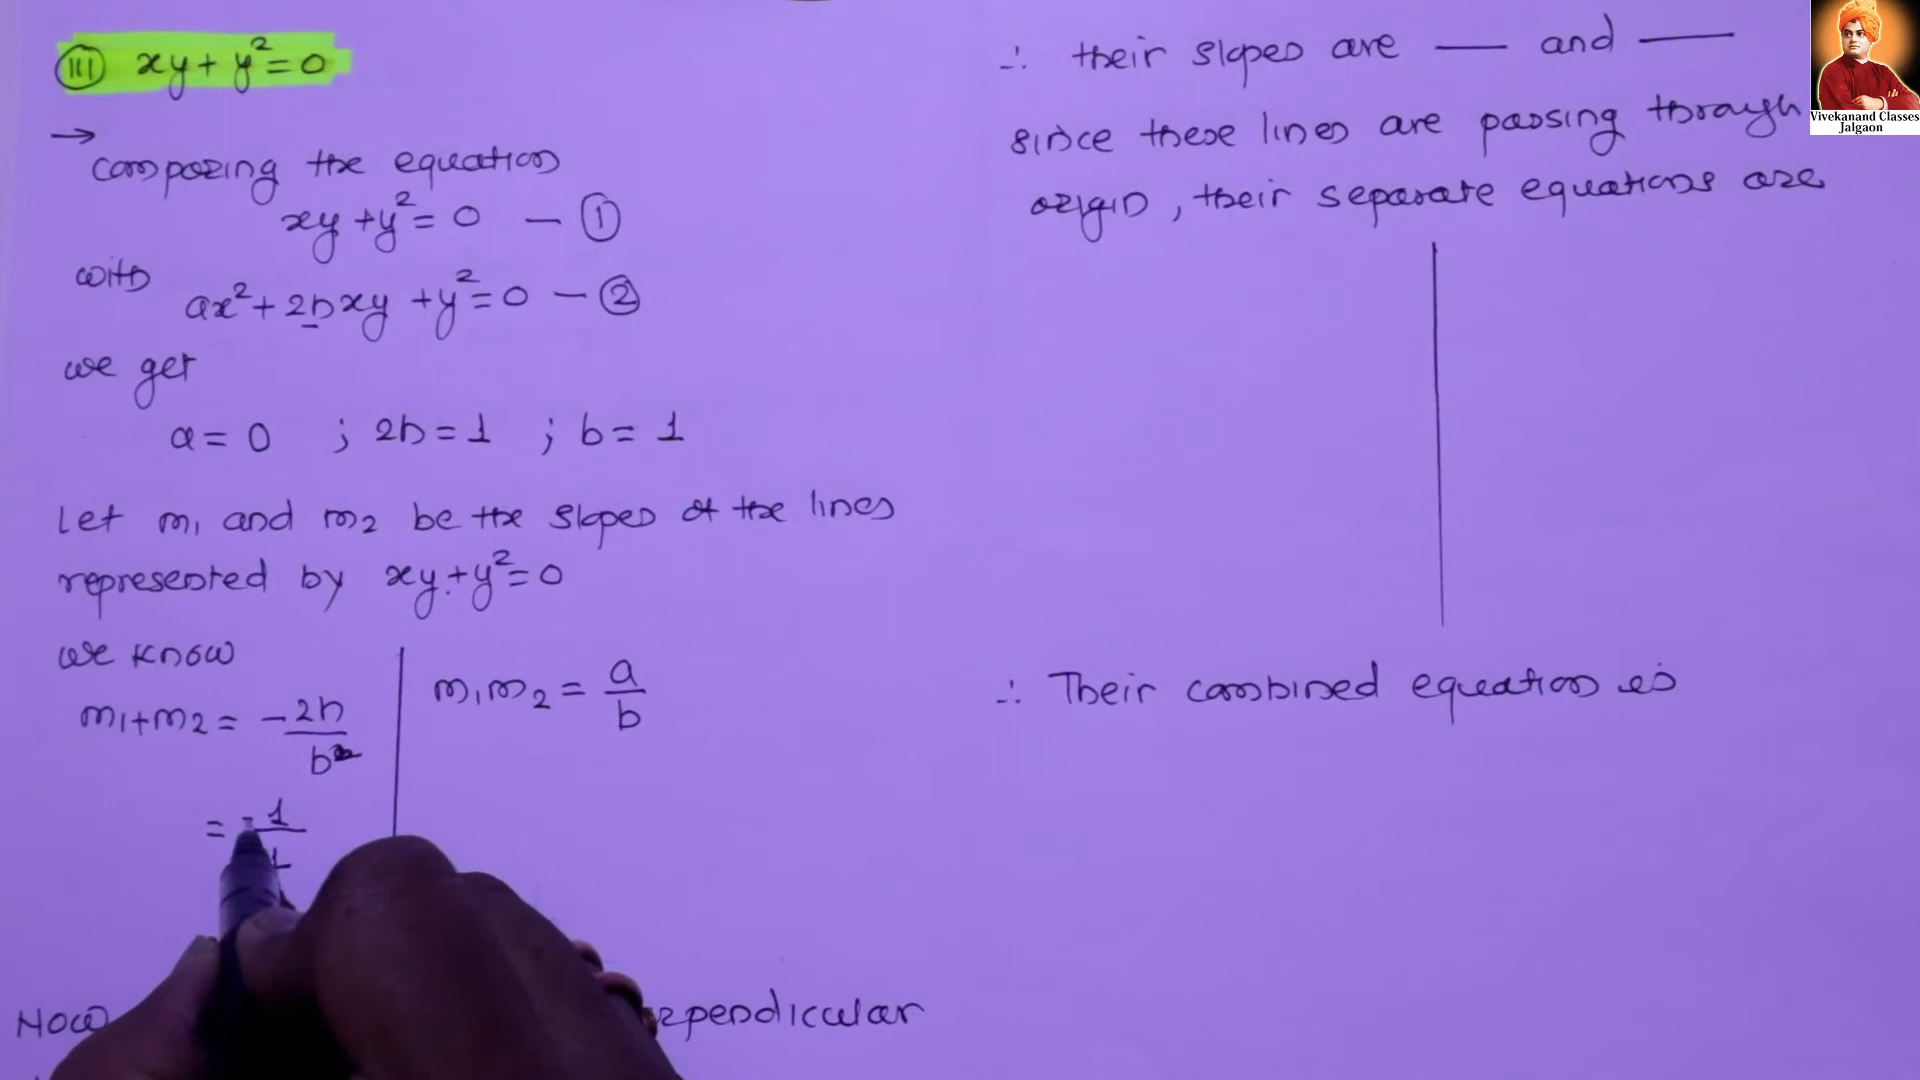 (III) xy + y² = 0
→
Comparing the equation
xy + y² = 0 — ①
with
ax² + 2hxy + y² = 0 — ②
we get
a = 0 ; 2h = 1 ; b = 1
Let m₁ and m₂ be the slopes of the lines
represented by xy + y² = 0
we know
m₁+m₂ = -2h/b
= -1/1
m₁m₂ = a/b
Now
perpendicular
∴ their slopes are — and —
since these lines are passing through
origin, their separate equations are
∴ Their combined equation is
Vivekanand Classes
Jalgaon